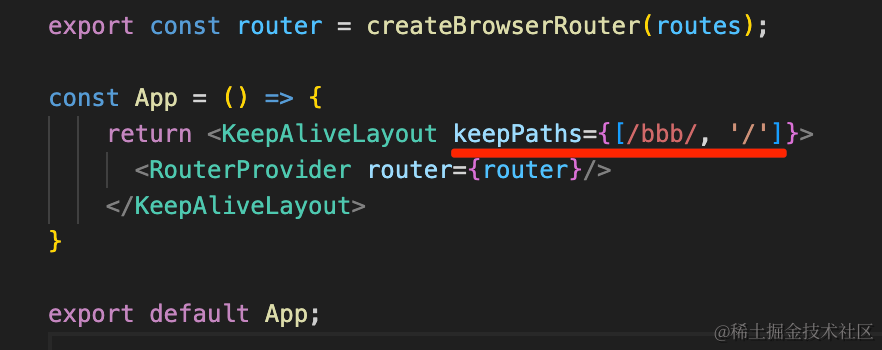 export const router = createBrowserRouter(routes);
const App = () => {
return <KeepAliveLayout keepPaths={[/bbb/, '/']}>
<RouterProvider router={router}/>
</KeepAliveLayout>
}
export default App;
@稀土掘金技术社区